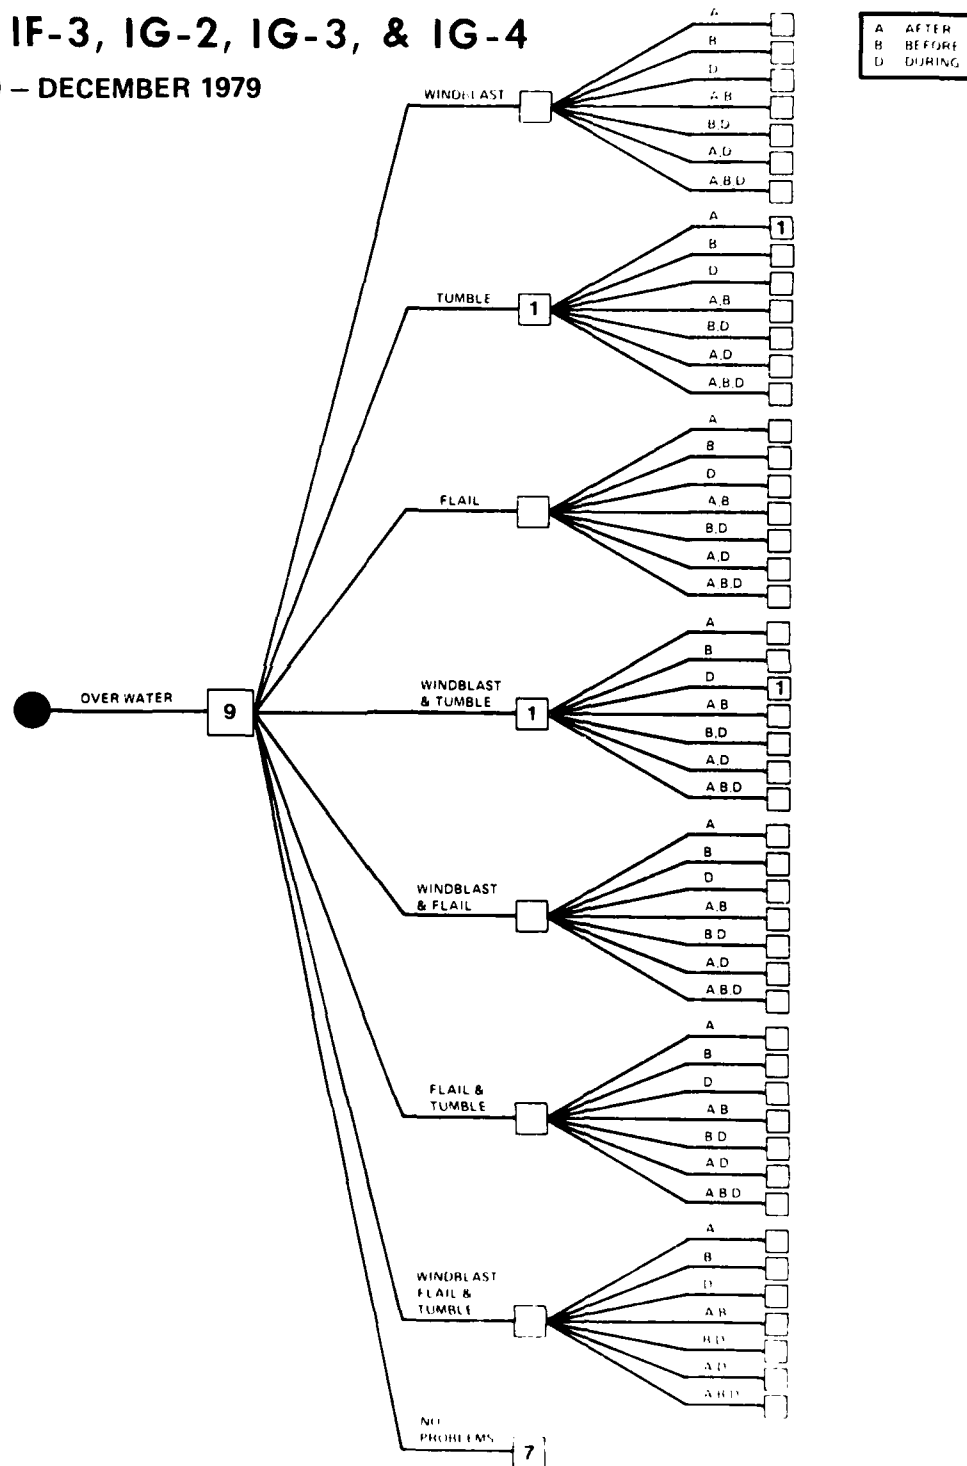 IF-3, IG-2, IG-3, & IG-4
– DECEMBER 1979
A AFTER
B BEFORE
D DURING
WINDBLAST
A
B
D
A,B
B,D
A,D
A,B,D
TUMBLE
1
A
1
B
D
A,B
B,D
A,D
A,B,D
FLAIL
A
B
D
A,B
B,D
A,D
A,B,D
OVER WATER
9
WINDBLAST
& TUMBLE
1
A
B
D
1
A B
B,D
A,D
A B,D
WINDBLAST
& FLAIL
A
B
D
A,B
B D
A,D
A B,D
FLAIL &
TUMBLE
A
B
D
A B
B D
A D
A B D
WINDBLAST
FLAIL &
TUMBLE
A
B
D
A B
B D
A D
A B D
NO
PROBLEMS
7